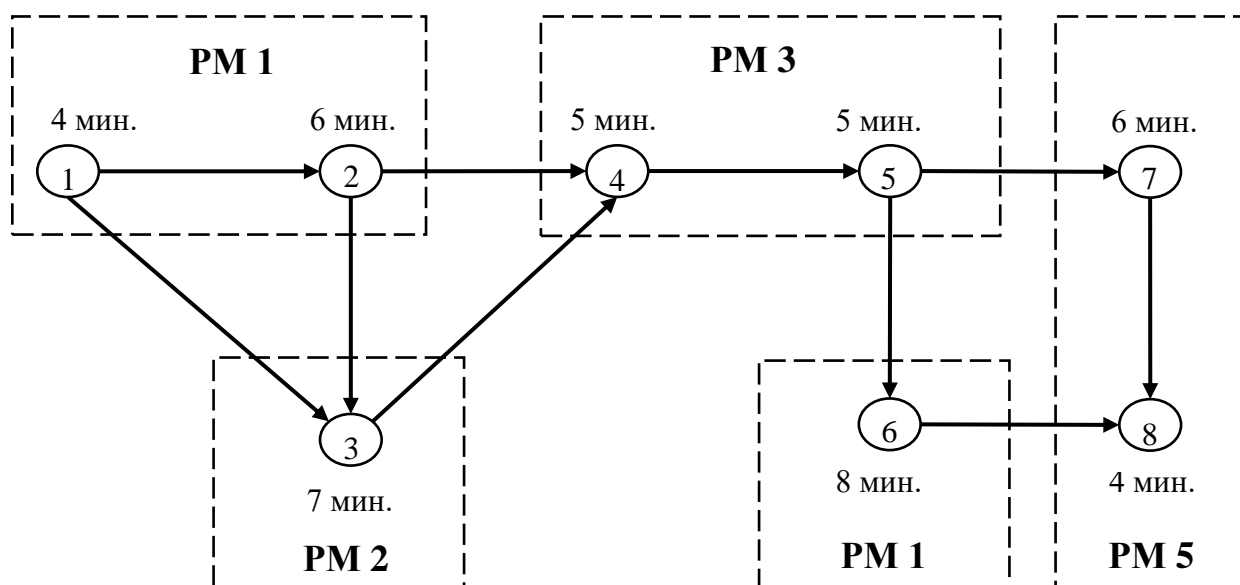 РМ 1
РМ 3
4 мин.
6 мин.
5 мин.
5 мин.
6 мин.
1
2
4
5
7
3
6
8
7 мин.
8 мин.
4 мин.
РМ 2
РМ 1
РМ 5